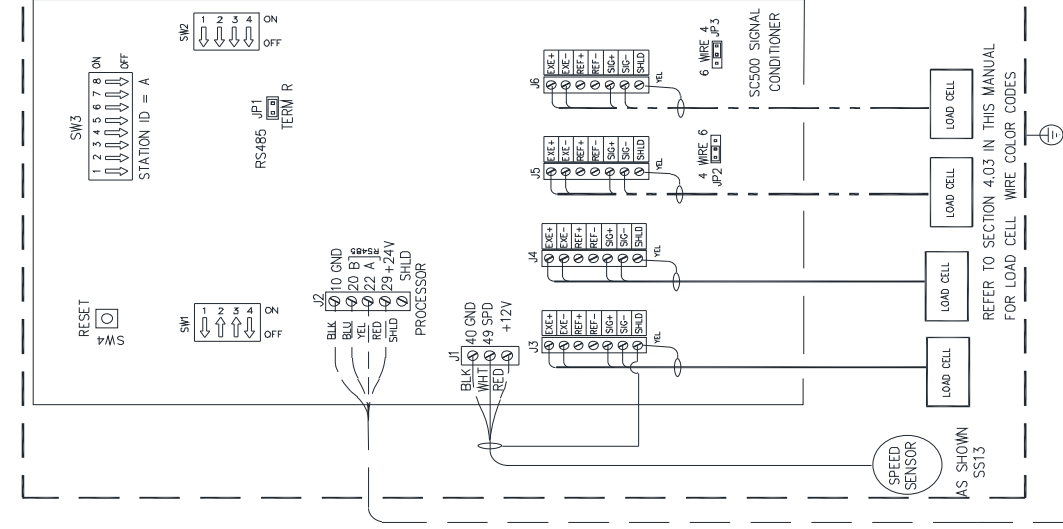 SW2
1 2 3 4 ON
OFF
SW3
ON
OFF
1 2 3 4 5 6 7 8
STATION ID = A
RS485
JP1
TERM R
RESET
SW4
SW1
1 2 3 4 ON
OFF
J2
10 GND
20 B
22 A
RS485
29 +24V
SHLD
PROCESSOR
BLK
BLU
YEL
RED
SHLD
J1
40 GND
49 SPD
+12V
BLK
WHT
RED
J6
EXE+
EXE-
REF+
REF-
SIG+
SIG-
SHLD
YEL
6 WIRE 4
JP3
SC500 SIGNAL
CONDITIONER
J5
EXE+
EXE-
REF+
REF-
SIG+
SIG-
SHLD
YEL
4 WIRE 6
JP2
J4
EXE+
EXE-
REF+
REF-
SIG+
SIG-
SHLD
YEL
J3
EXE+
EXE-
REF+
REF-
SIG+
SIG-
SHLD
YEL
LOAD CELL
LOAD CELL
LOAD CELL
LOAD CELL
REFER TO SECTION 4.03 IN THIS MANUAL
FOR LOAD CELL WIRE COLOR CODES
SPEED
SENSOR
AS SHOWN
SS13